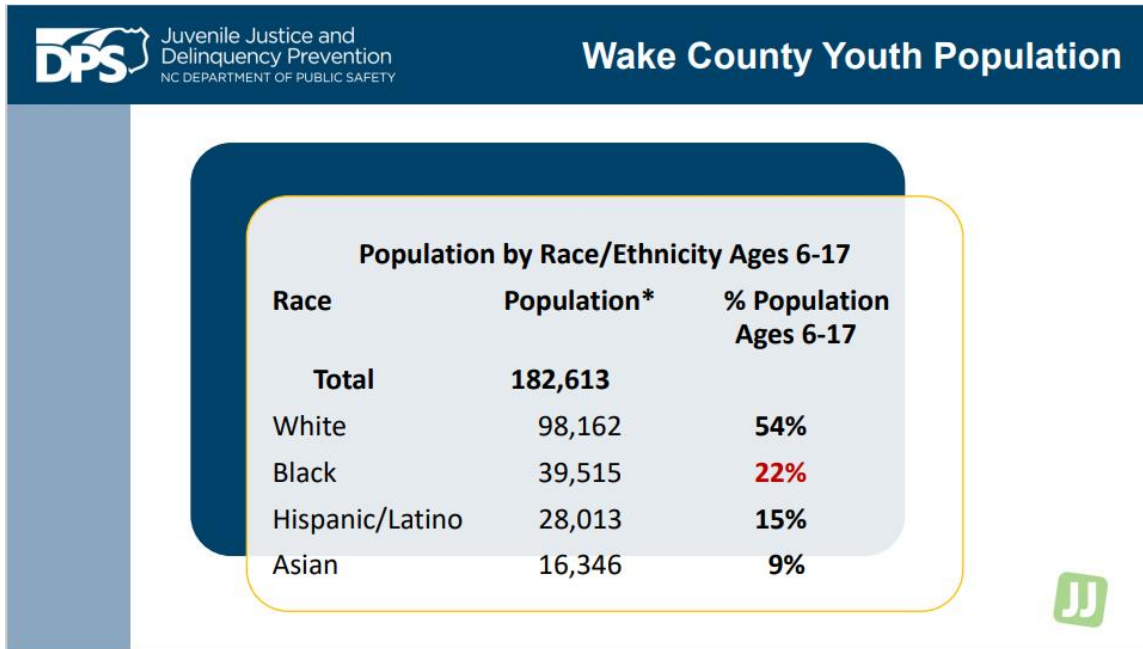 DPS
Juvenile Justice and
Delinquency Prevention
NC DEPARTMENT OF PUBLIC SAFETY
Wake County Youth Population
Population by Race/Ethnicity Ages 6-17
Race Population* % Population
Ages 6-17
Total 182,613
White 98,162 54%
Black 39,515 22%
Hispanic/Latino 28,013 15%
Asian 16,346 9%
JJ